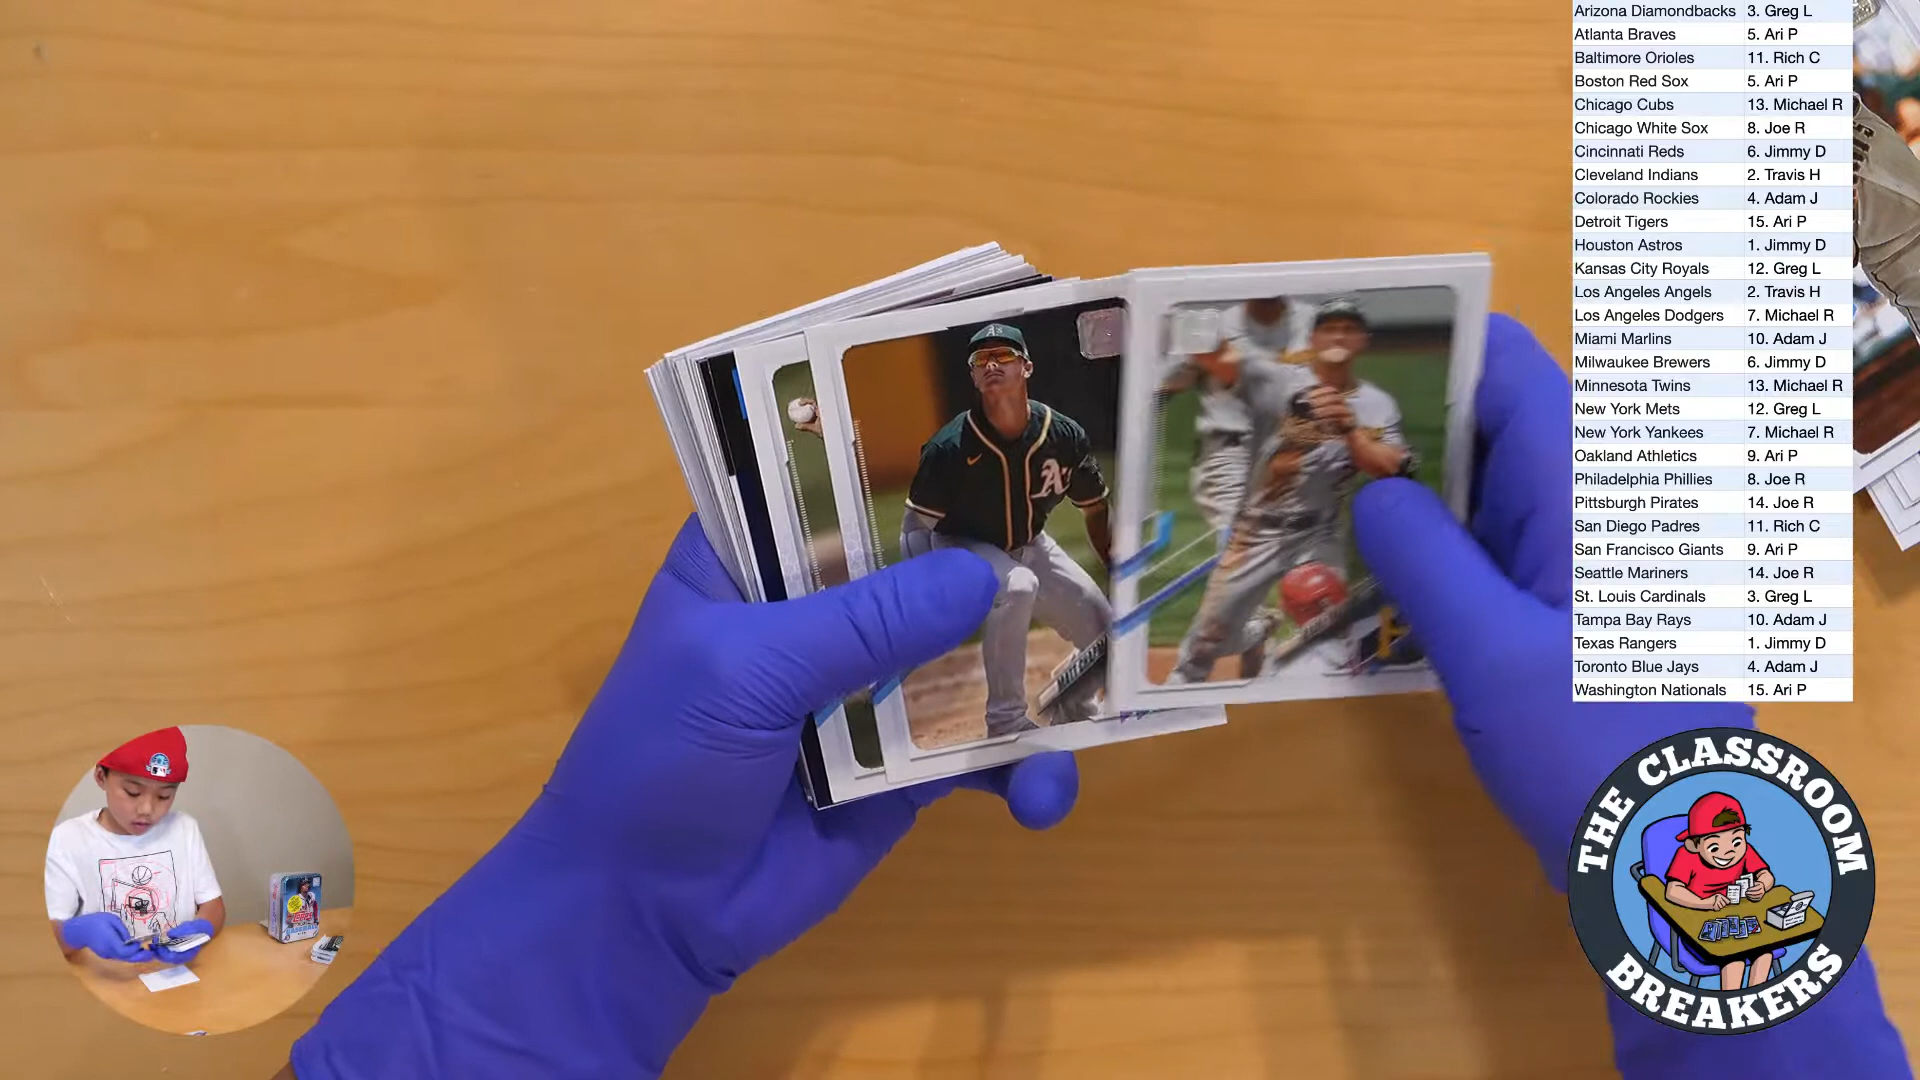 Arizona Diamondbacks 3. Greg L
Atlanta Braves 5. Ari P
Baltimore Orioles 11. Rich C
Boston Red Sox 5. Ari P
Chicago Cubs 13. Michael R
Chicago White Sox 8. Joe R
Cincinnati Reds 6. Jimmy D
Cleveland Indians 2. Travis H
Colorado Rockies 4. Adam J
Detroit Tigers 15. Ari P
Houston Astros 1. Jimmy D
Kansas City Royals 12. Greg L
Los Angeles Angels 2. Travis H
Los Angeles Dodgers 7. Michael R
Miami Marlins 10. Adam J
Milwaukee Brewers 6. Jimmy D
Minnesota Twins 13. Michael R
New York Mets 12. Greg L
New York Yankees 7. Michael R
Oakland Athletics 9. Ari P
Philadelphia Phillies 8. Joe R
Pittsburgh Pirates 14. Joe R
San Diego Padres 11. Rich C
San Francisco Giants 9. Ari P
Seattle Mariners 14. Joe R
St. Louis Cardinals 3. Greg L
Tampa Bay Rays 10. Adam J
Texas Rangers 1. Jimmy D
Toronto Blue Jays 4. Adam J
Washington Nationals 15. Ari P
A's
A's
THE CLASSROOM
BREAKERS